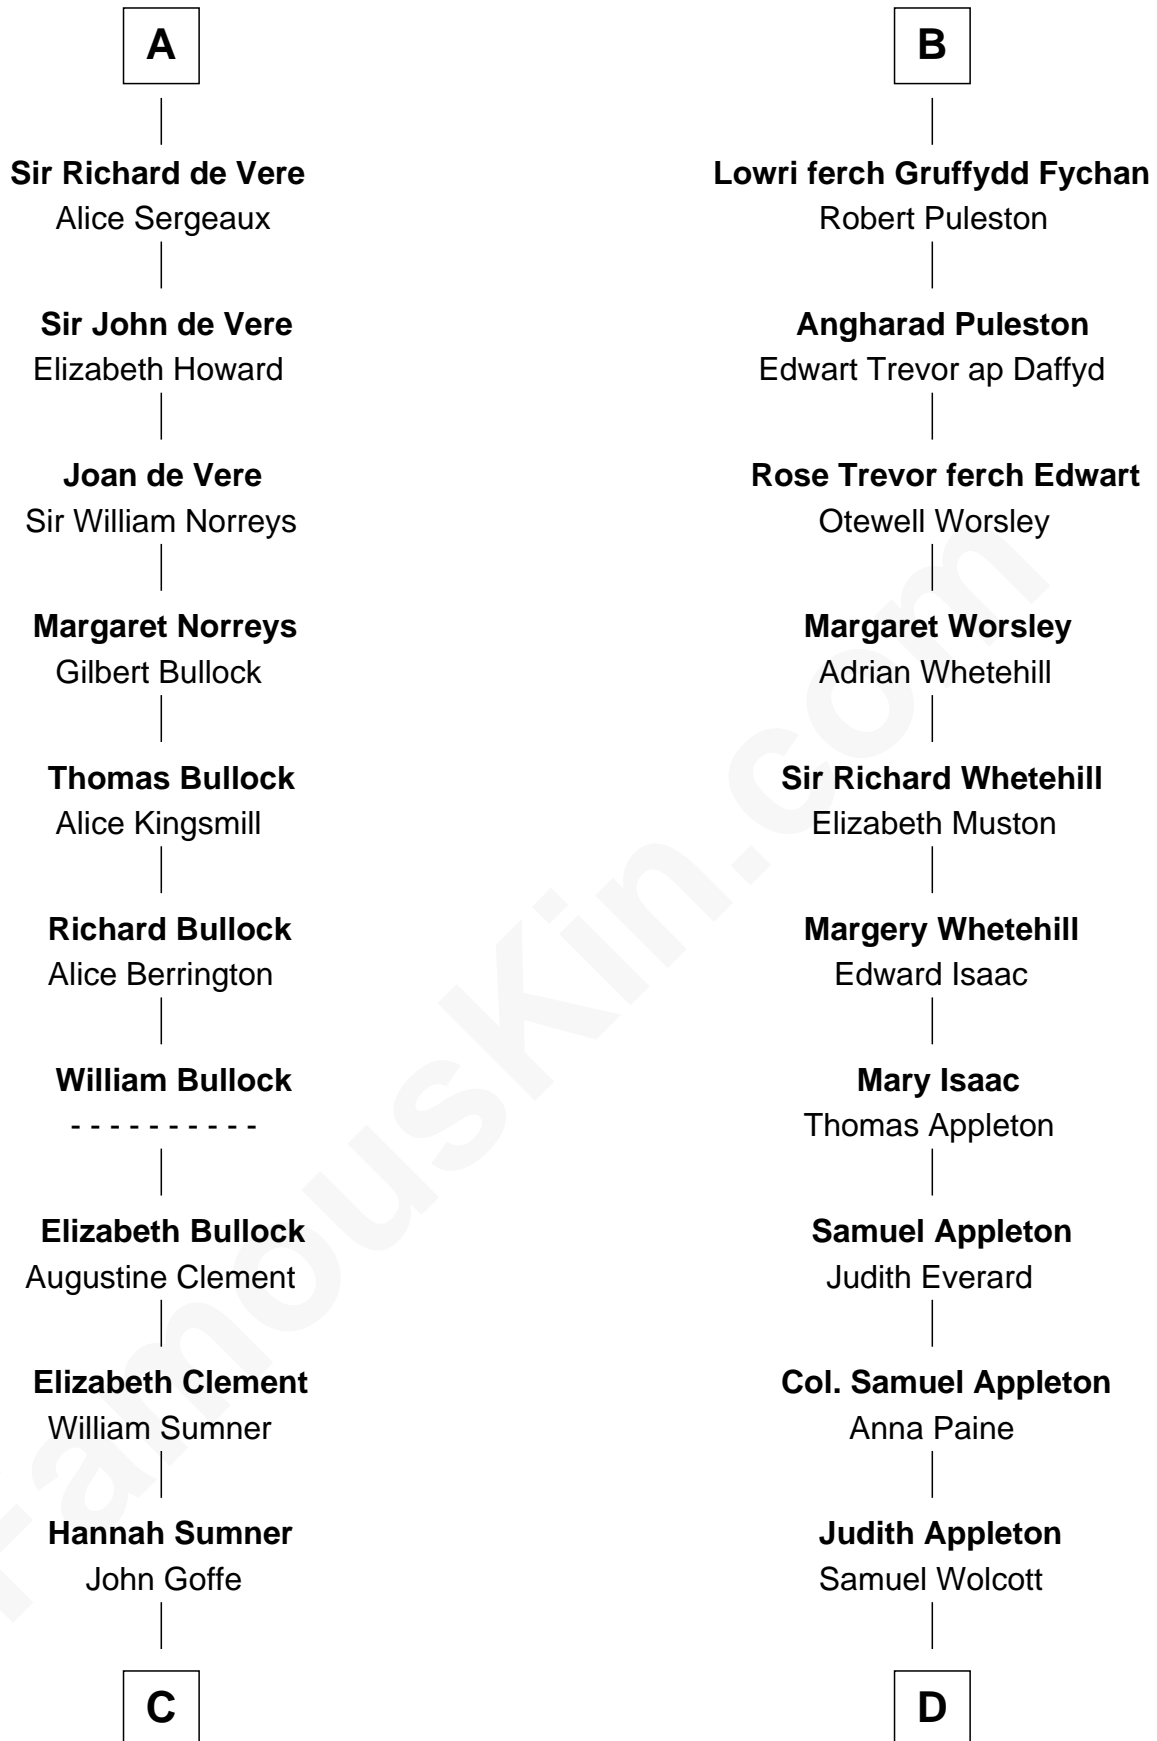 A
Sir Richard de Vere
Alice Sergeaux
Sir John de Vere
Elizabeth Howard
Joan de Vere
Sir William Norreys
Margaret Norreys
Gilbert Bullock
Thomas Bullock
Alice Kingsmill
Richard Bullock
Alice Berrington
William Bullock
- - - - - - - - - -
Elizabeth Bullock
Augustine Clement
Elizabeth Clement
William Sumner
Hannah Sumner
John Goffe
C
B
Lowri ferch Gruffydd Fychan
Robert Puleston
Angharad Puleston
Edwart Trevor ap Daffyd
Rose Trevor ferch Edwart
Otewell Worsley
Margaret Worsley
Adrian Whetehill
Sir Richard Whetehill
Elizabeth Muston
Margery Whetehill
Edward Isaac
Mary Isaac
Thomas Appleton
Samuel Appleton
Judith Everard
Col. Samuel Appleton
Anna Paine
Judith Appleton
Samuel Wolcott
D
FamousKin.com